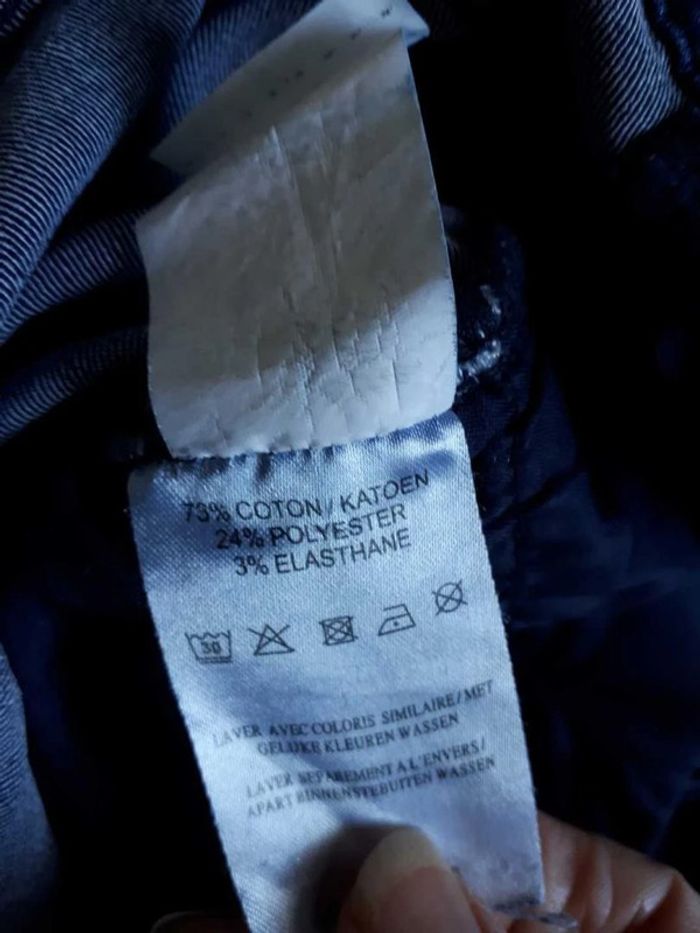 73% COTON / KATOEN
24% POLYESTER
3% ELASTHANE
30
LAVER AVEC COLORIS SIMILAIRE / MET
GELIJKE KLEUREN WASSEN
LAVER SEPAREMENT A L'ENVERS /
APART BINNENSTEBUITEN WASSEN